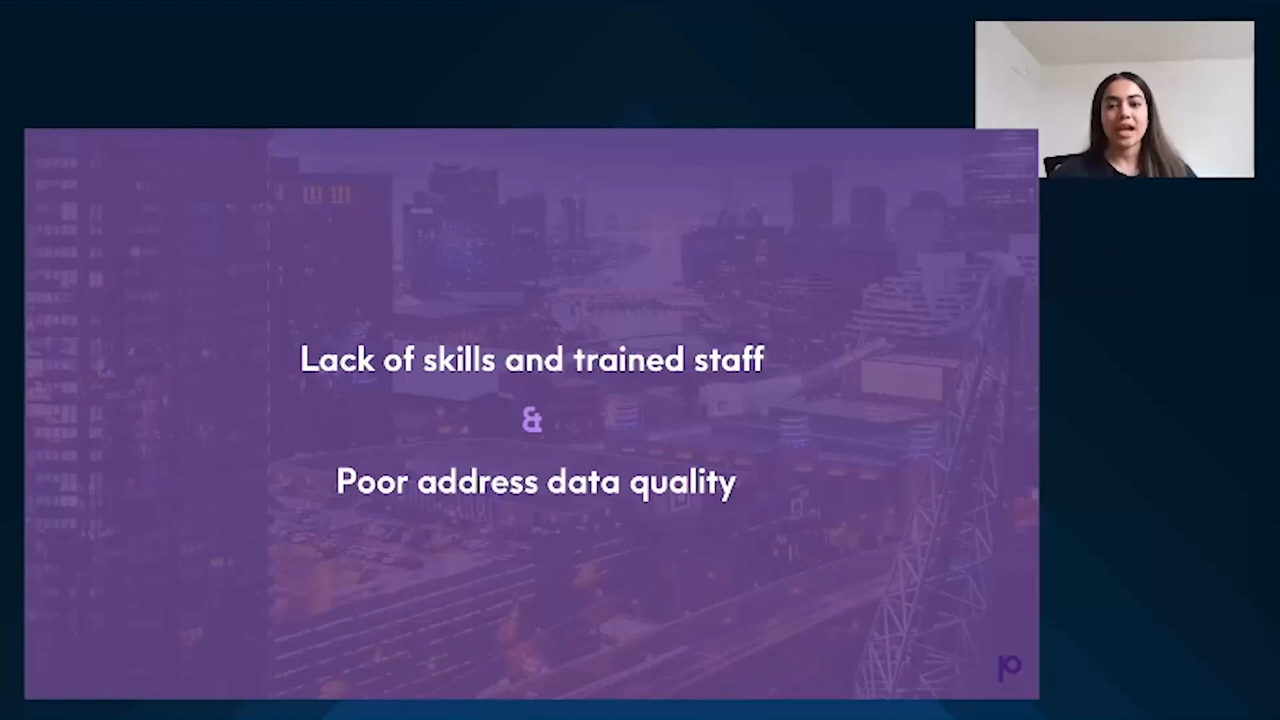 Lack of skills and trained staff
&
Poor address data quality